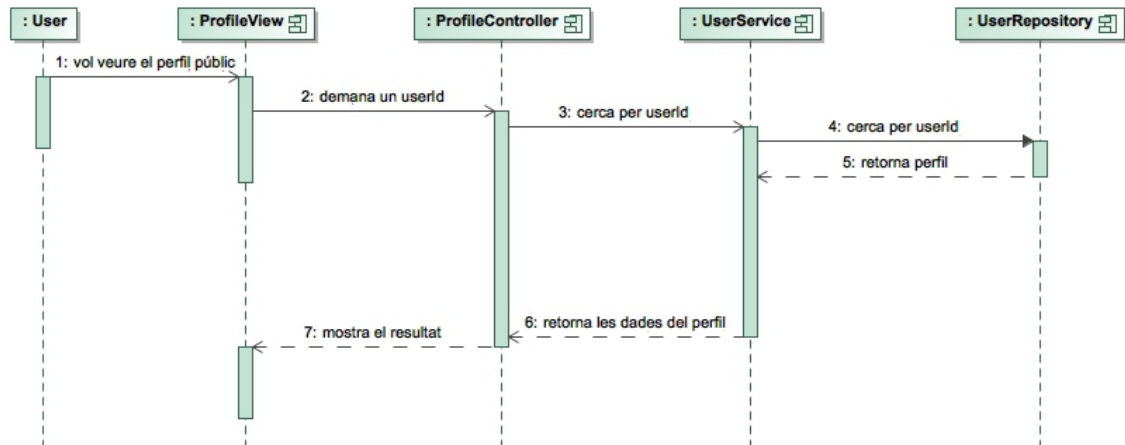 : User
: ProfileView
: ProfileController
: UserService
: UserRepository
1: vol veure el perfil públic
2: demana un userId
3: cerca per userId
4: cerca per userId
5: retorna perfil
6: retorna les dades del perfil
7: mostra el resultat